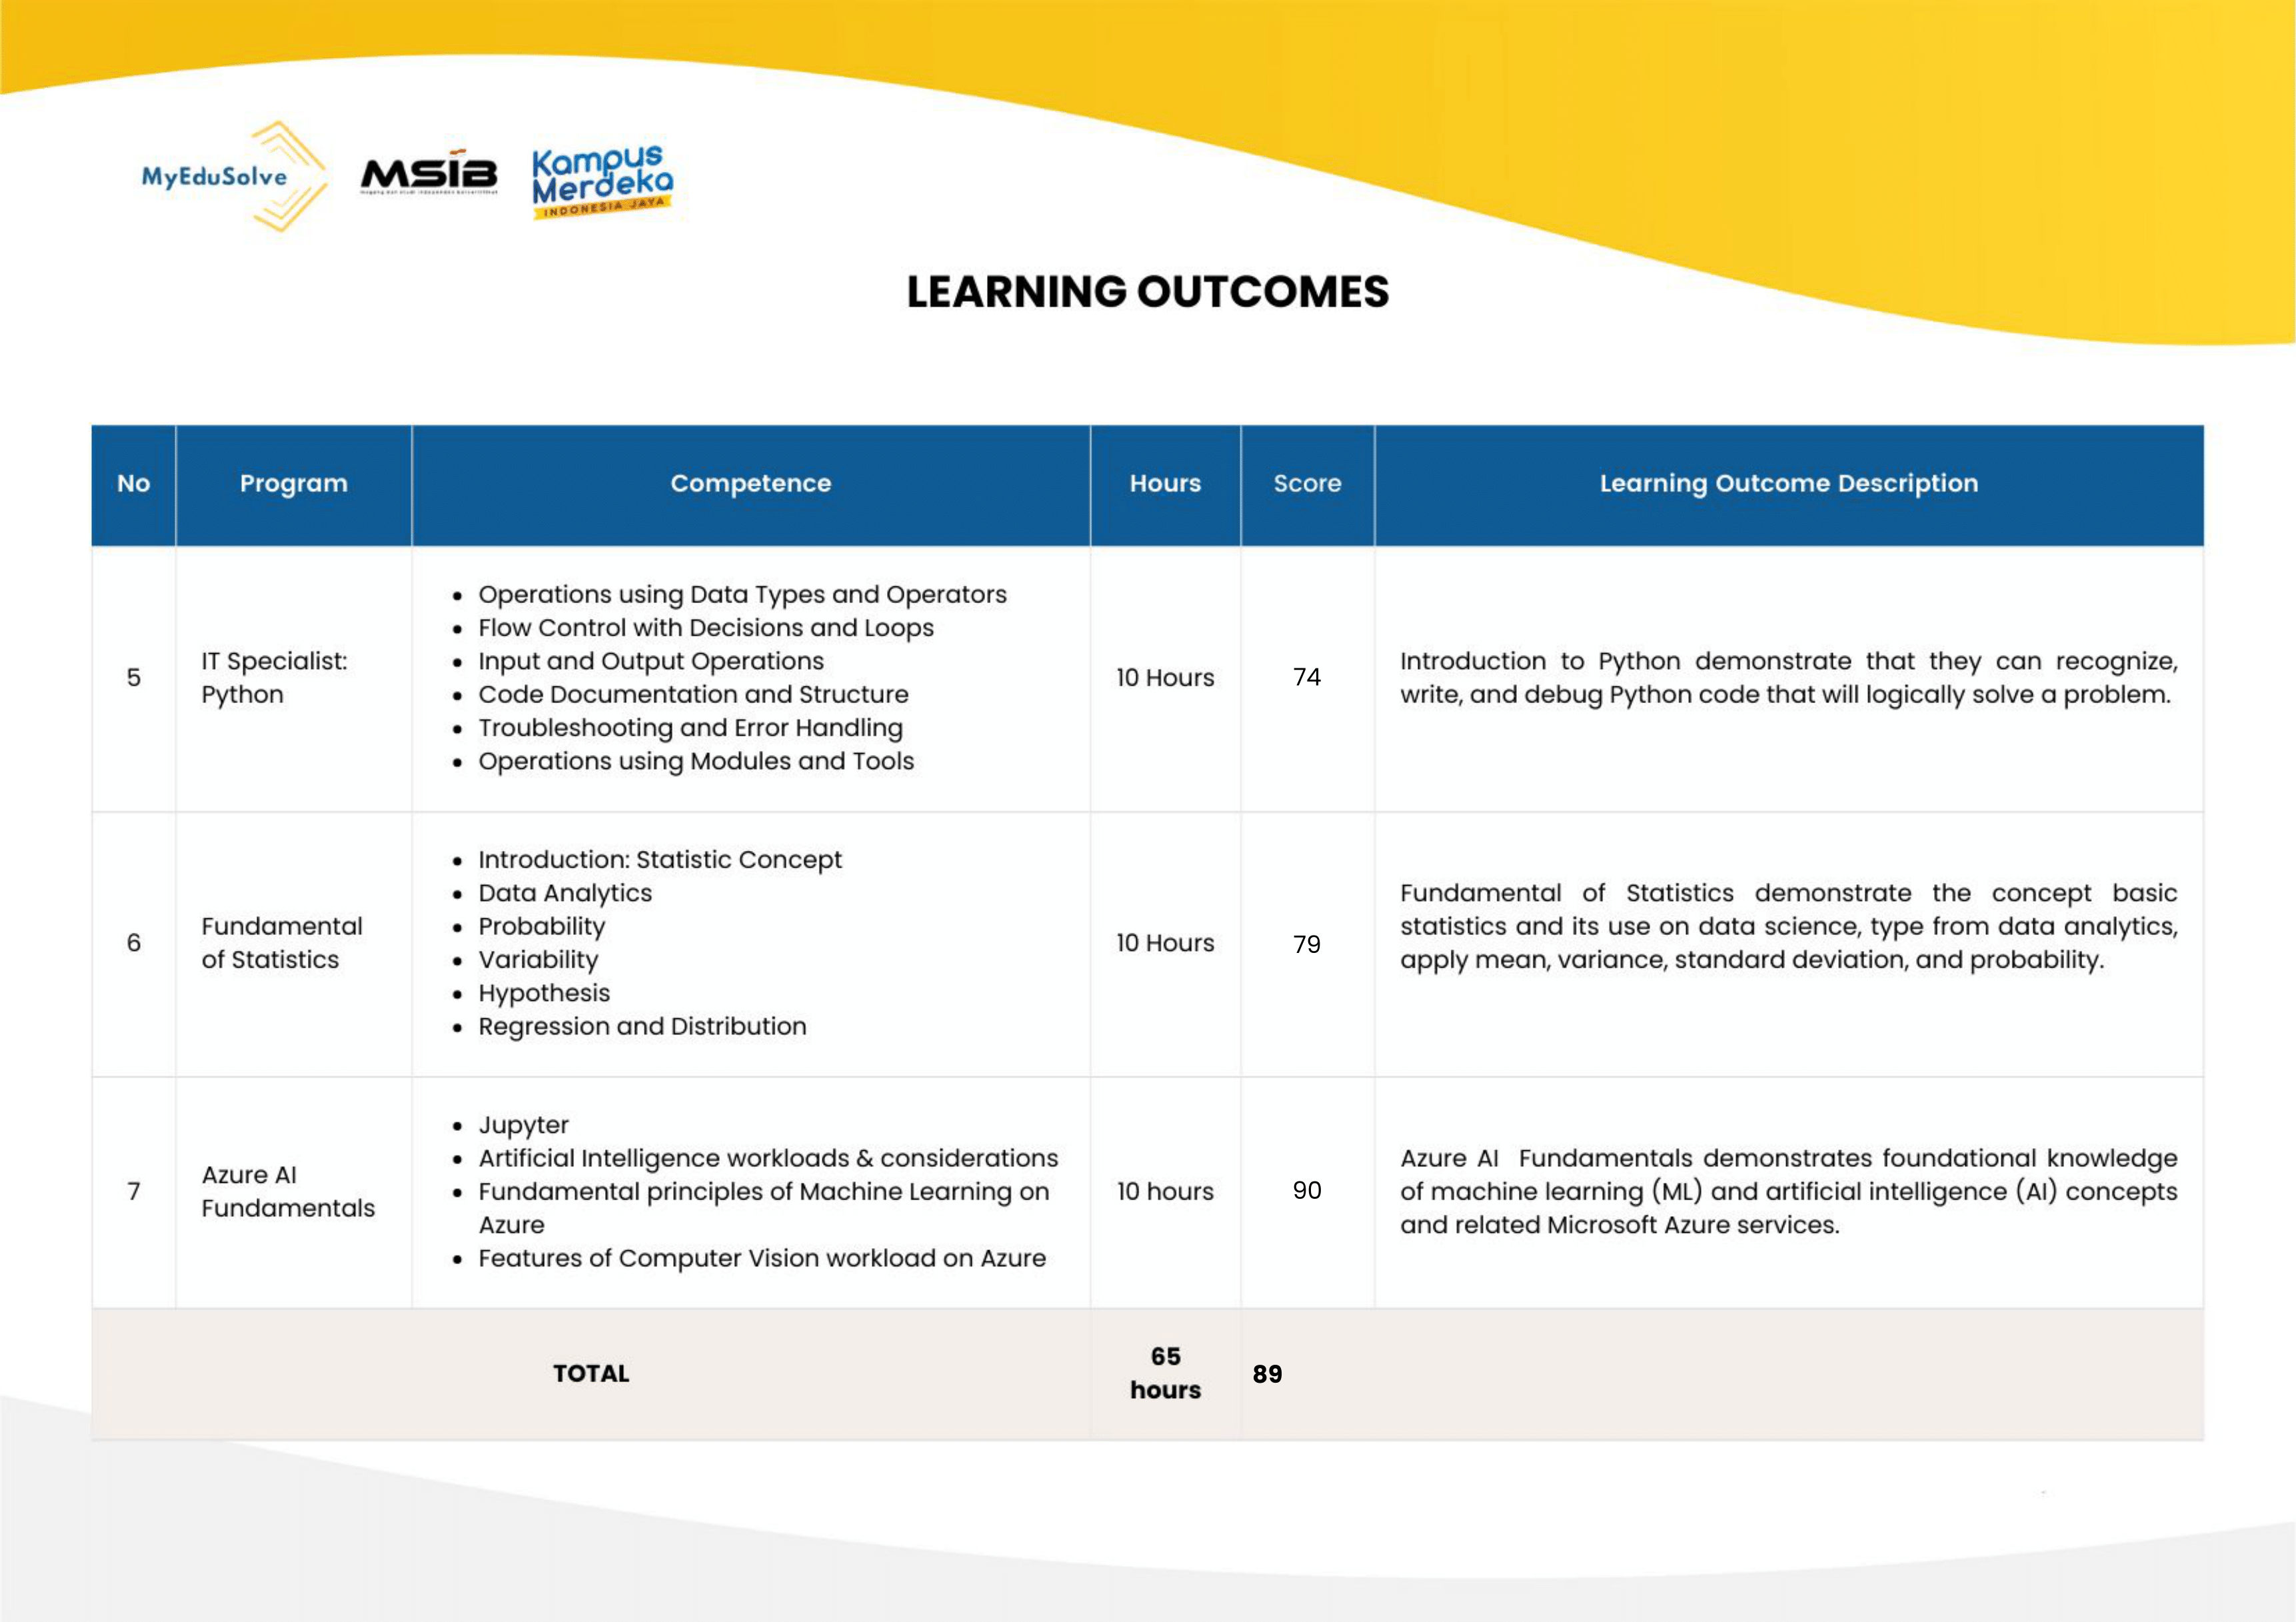 MyEduSolve
MSIB
Kampus
Merdeka
INDONESIA JAYA
LEARNING OUTCOMES
No Program Competence Hours Score Learning Outcome Description
5
IT Specialist:
Python
• Operations using Data Types and Operators
• Flow Control with Decisions and Loops
• Input and Output Operations
• Code Documentation and Structure
• Troubleshooting and Error Handling
• Operations using Modules and Tools
10 Hours
74
Introduction to Python demonstrate that they can recognize,
write, and debug Python code that will logically solve a problem.
6
Fundamental
of Statistics
• Introduction: Statistic Concept
• Data Analytics
• Probability
• Variability
• Hypothesis
• Regression and Distribution
10 Hours
79
Fundamental of Statistics demonstrate the concept basic
statistics and its use on data science, type from data analytics,
apply mean, variance, standard deviation, and probability.
7
Azure AI
Fundamentals
• Jupyter
• Artificial Intelligence workloads & considerations
• Fundamental principles of Machine Learning on
Azure
• Features of Computer Vision workload on Azure
10 hours
90
Azure AI Fundamentals demonstrates foundational knowledge
of machine learning (ML) and artificial intelligence (AI) concepts
and related Microsoft Azure services.
TOTAL
65
hours
89